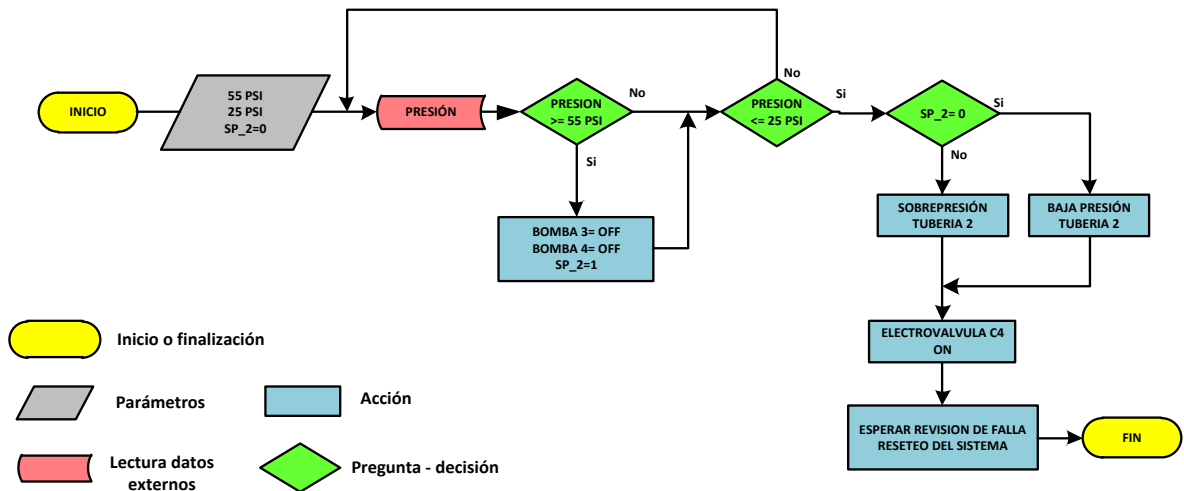 INICIO
55 PSI
25 PSI
SP_2=0
PRESIÓN
PRESION
>= 55 PSI
No
Si
BOMBA 3= OFF
BOMBA 4= OFF
SP_2=1
PRESION
<= 25 PSI
No
Si
SP_2= 0
Si
No
SOBREPRESIÓN
TUBERIA 2
BAJA PRESIÓN
TUBERIA 2
ELECTROVALVULA C4
ON
ESPERAR REVISION DE FALLA
RESETEO DEL SISTEMA
FIN
Inicio o finalización
Parámetros
Acción
Lectura datos
externos
Pregunta - decisión